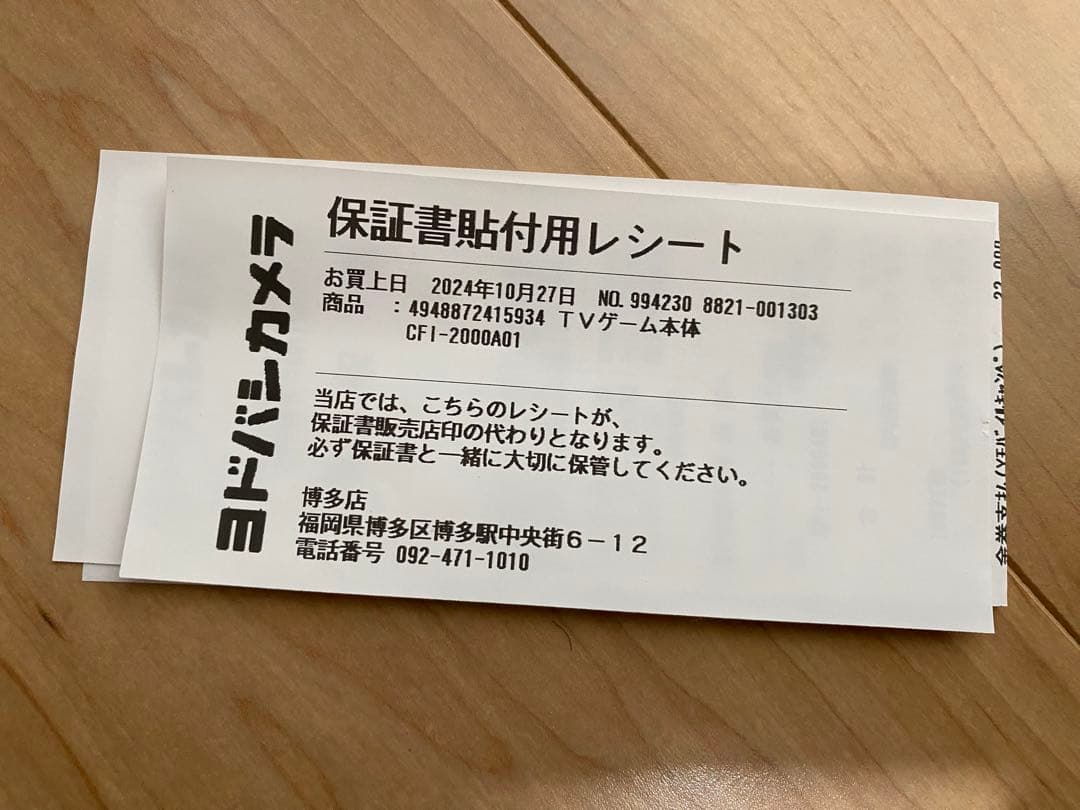 ヨドバシカメラ
保証書貼付用レシート
お買上日 2024年10月27日 NO. 994230 8821-001303
商品 :4948872415934 TVゲーム本体
CFI-2000A01
当店では、こちらのレシートが、
保証書販売店印の代わりとなります。
必ず保証書と一緒に大切に保管してください。
博多店
福岡県博多区博多駅中央街6-12
電話番号 092-471-1010